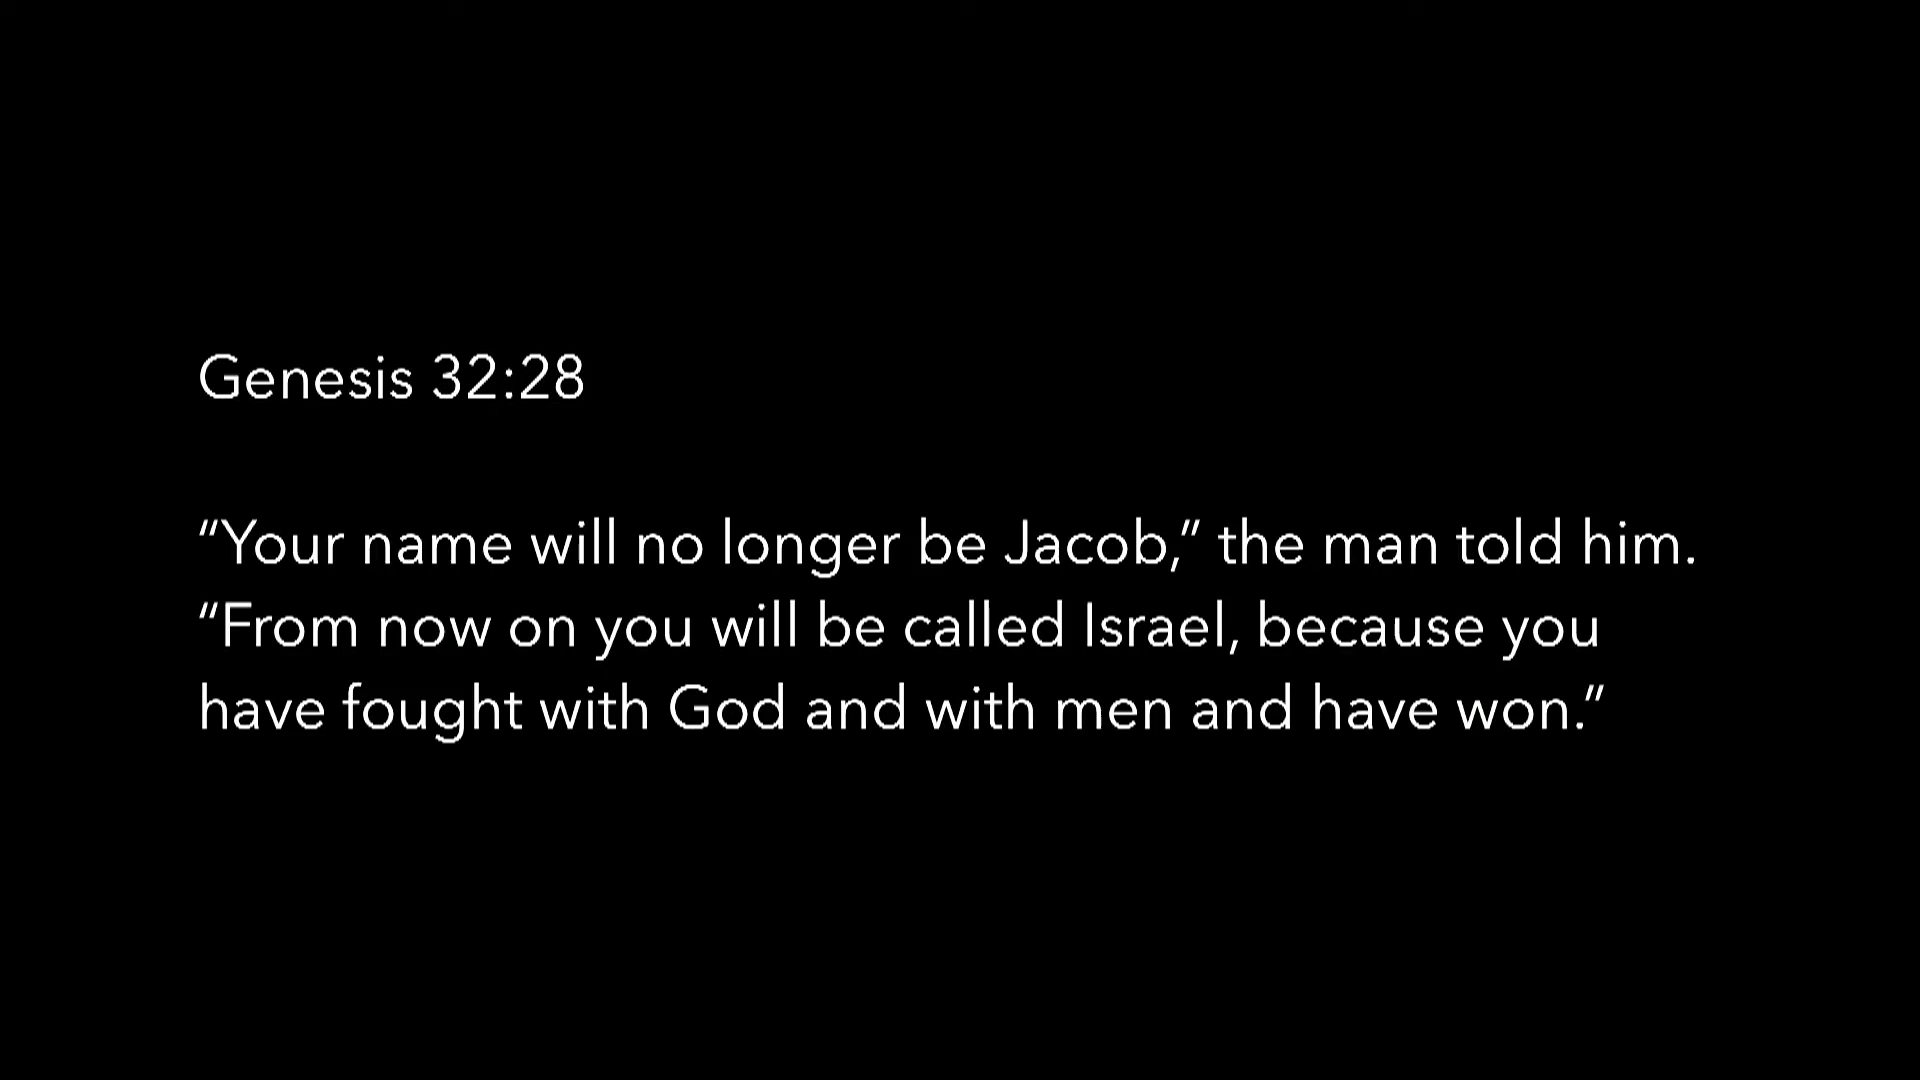 Genesis 32:28
“Your name will no longer be Jacob,” the man told him.
“From now on you will be called Israel, because you
have fought with God and with men and have won.”